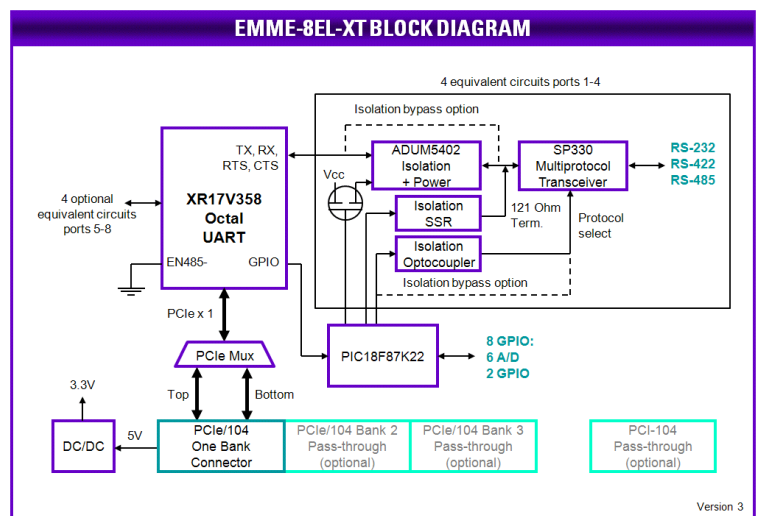 EMME-8EL-XT BLOCK DIAGRAM
4 equivalent circuits ports 1-4
Isolation bypass option
TX, RX,
RTS, CTS
ADUM5402
Isolation
+ Power
SP330
Multiprotocol
Transceiver
RS-232
RS-422
RS-485
Vcc
4 optional
equivalent circuits
ports 5-8
XR17V358
Octal
UART
Isolation
SSR
121 Ohm
Term.
Protocol
select
Isolation
Optocoupler
EN485-
GPIO
Isolation bypass option
PCIe x 1
PCIe Mux
PIC18F87K22
8 GPIO:
6 A/D
2 GPIO
3.3V
Top
Bottom
DC/DC
5V
PCIe/104
One Bank
Connector
PCIe/104 Bank 2
Pass-through
(optional)
PCIe/104 Bank 3
Pass-through
(optional)
PCI-104
Pass-through
(optional)
Version 3